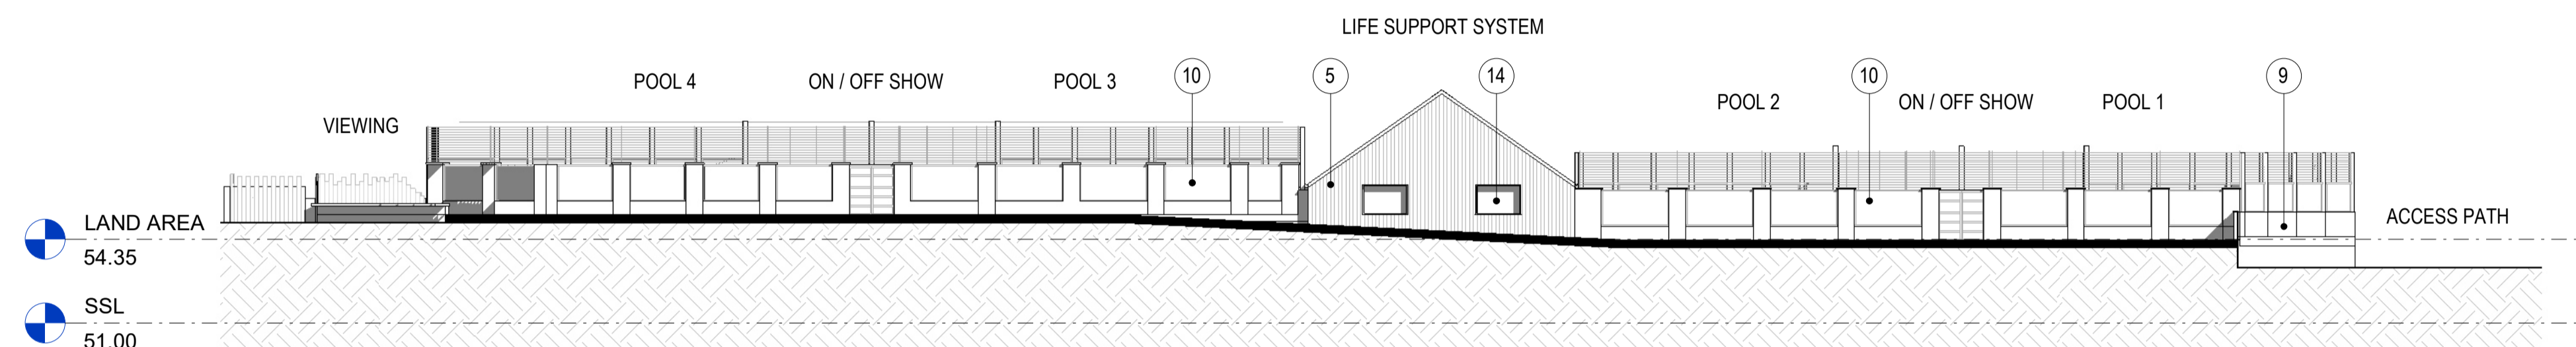 LIFE SUPPORT SYSTEM
POOL 4
ON / OFF SHOW
POOL 3
10
5
14
POOL 2
10
ON / OFF SHOW
POOL 1
9
VIEWING
LAND AREA
54.35
ACCESS PATH
SSL
51.00